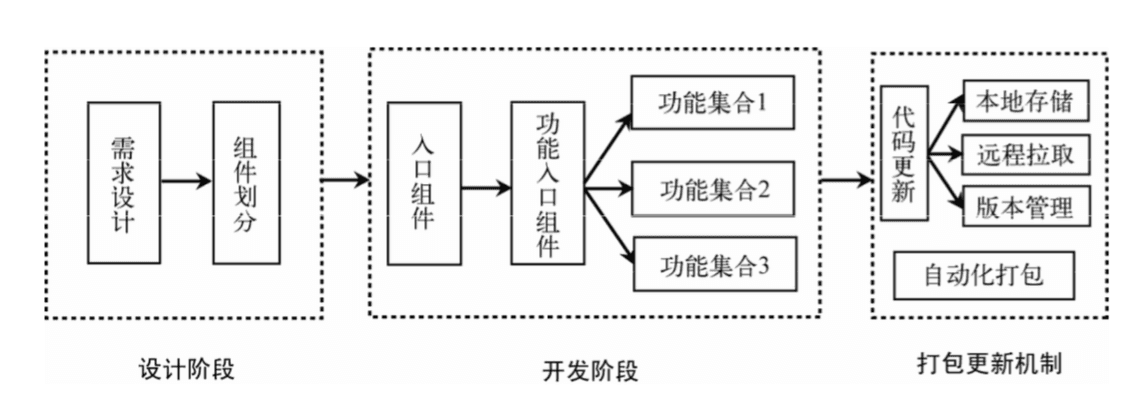 需求设计
组件划分
设计阶段
入口组件
功能入口组件
功能集合1
功能集合2
功能集合3
开发阶段
代码更新
本地存储
远程拉取
版本管理
自动化打包
打包更新机制